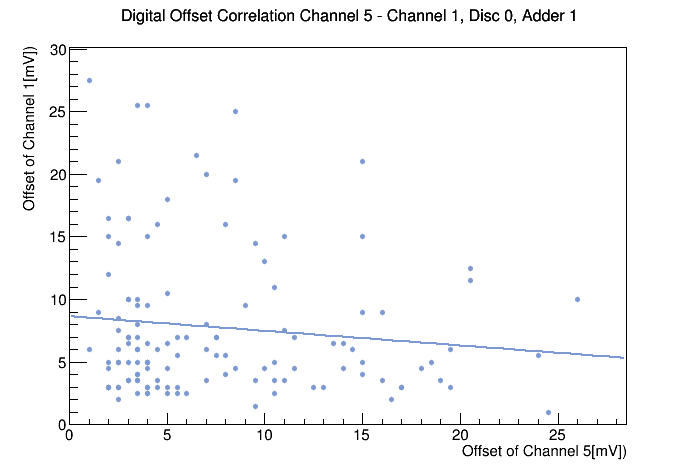 Digital Offset Correlation Channel 5 - Channel 1, Disc 0, Adder 1
Offset of Channel 1[mV])
30
25
20
15
10
5
0
0 5 10 15 20 25
Offset of Channel 5[mV])